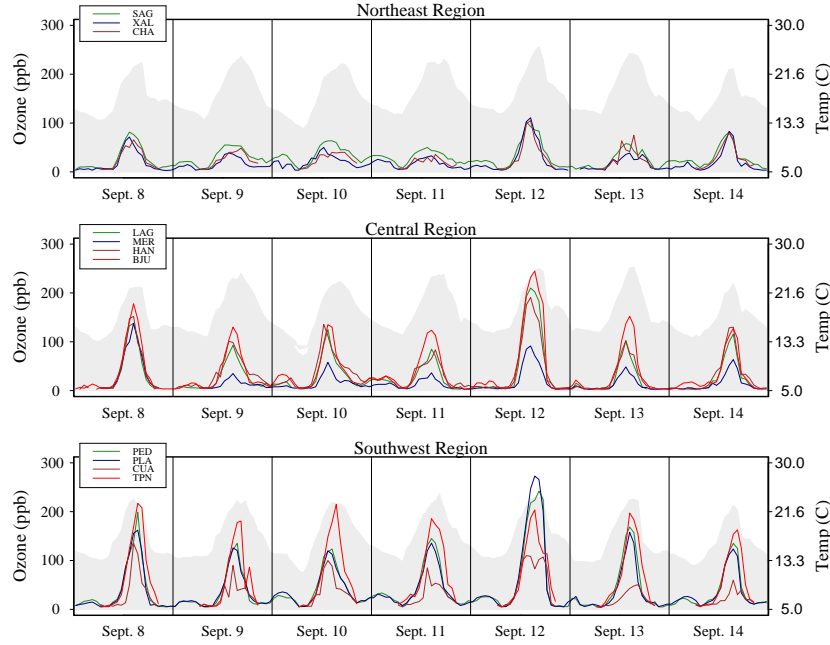 Northeast Region
SAG
XAL
CHA
Ozone (ppb)
300
200
100
0
30.0
21.6
13.3
5.0
Temp (C)
Sept. 8 Sept. 9 Sept. 10 Sept. 11 Sept. 12 Sept. 13 Sept. 14
Central Region
LAG
MER
HAN
BJU
Ozone (ppb)
300
200
100
0
30.0
21.6
13.3
5.0
Temp (C)
Sept. 8 Sept. 9 Sept. 10 Sept. 11 Sept. 12 Sept. 13 Sept. 14
Southwest Region
PED
PLA
CUA
TPN
Ozone (ppb)
300
200
100
0
30.0
21.6
13.3
5.0
Temp (C)
Sept. 8 Sept. 9 Sept. 10 Sept. 11 Sept. 12 Sept. 13 Sept. 14